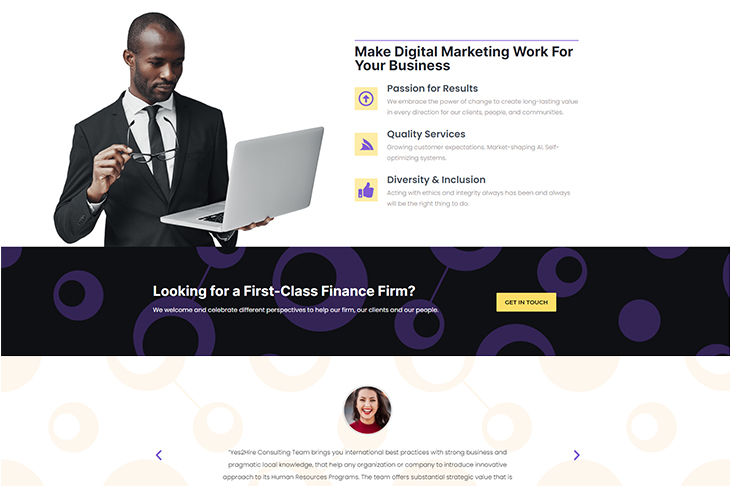 Make Digital Marketing Work For
Your Business
Passion for Results
We embrace the power of change to create long-lasting value
in every direction for our clients, people, and communities.
Quality Services
Growing customer expectations. Market-shaping AI. Self-
optimizing systems.
Diversity & Inclusion
Acting with ethics and integrity always has been and always
will be the right thing to do.
Looking for a First-Class Finance Firm?
We welcome and celebrate different perspectives to help our firm, our clients and our people.
GET IN TOUCH
"Yes2Hire Consulting Team brings you international best practices with strong business and
pragmatic local knowledge, that help any organization or company to introduce innovative
approach to its Human Resources Programs. The team offers substantial strategic value that is